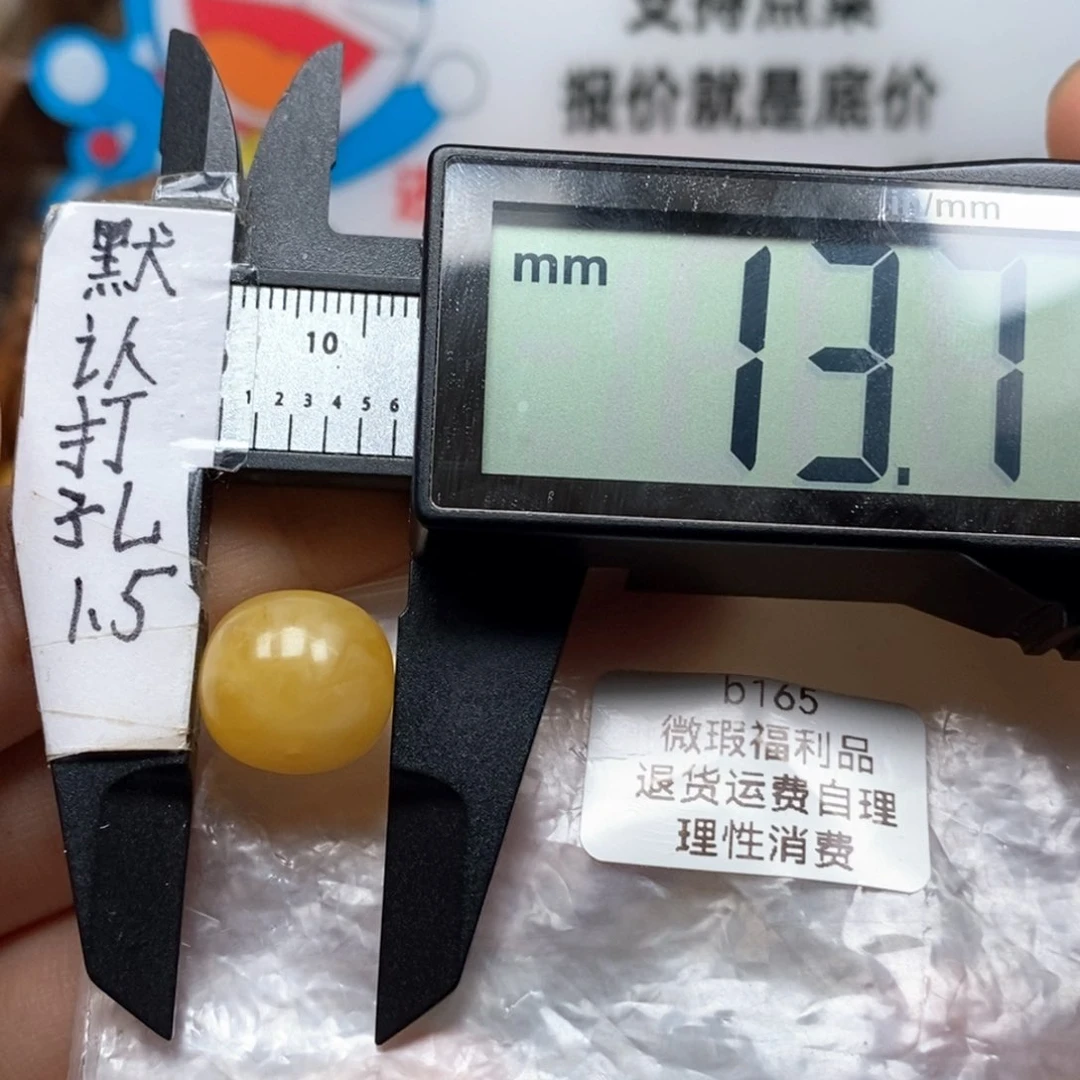 报价就是底价
/mm
mm
13.1
10
1 2 3 4 5 6
默
认
打
孔
1.5
b165
微瑕福利品
退货运费自理
理性消费